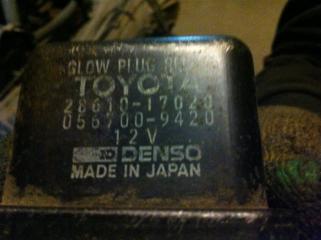 GLOW PLUG
TOYOTA
28610-17020
056700-9420
12V
DENSO
MADE IN JAPAN